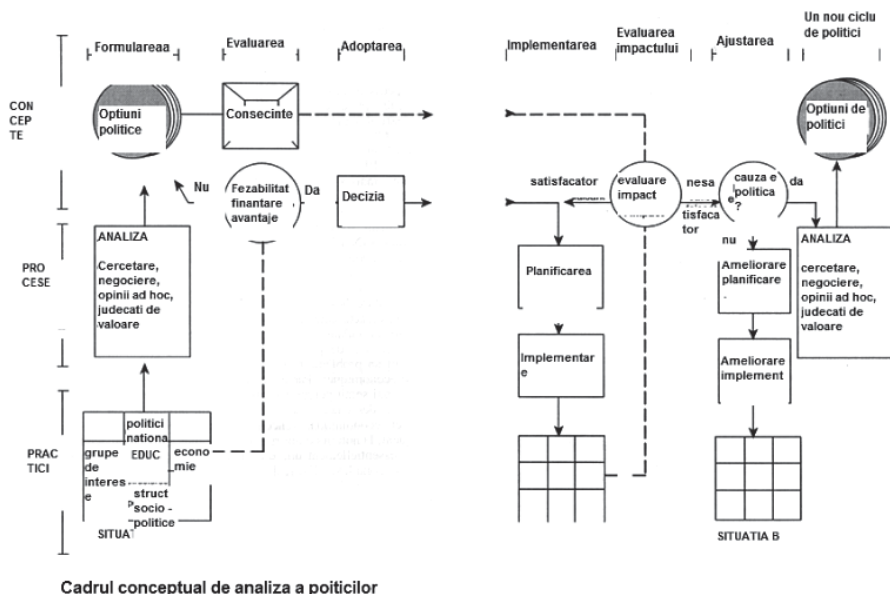 Un nou ciclu
de politici
Formulareaa
Evaluarea
Adoptarea
Implementarea
Evaluarea
impactului
Ajustarea
CON
CEP
TE
Optiuni
politice
Consecinte
Optiuni de
politici
Nu
Fezabilitat
finantare
avantaje
Da
Decizia
satisfacator
evaluare
impact
nesa
tisfaca
tor
cauza e
politica
e?
da
nu
PRO
CESE
ANALIZA
Cercetare,
negociere,
opinii ad hoc,
judecati de
valoare
Planificarea
Ameliorare
planificare
ANALIZA
cercetare,
negociere,
opinii ad hoc,
judecati de
valoare
Implementar
e
Ameliorare
implement
PRAC
TICI
politici
nationa
EDUC
grupe
de
interes
e
econo
mie
struct
socio -
politice
SITUAT
SITUATIA B
Cadrul conceptual de analiza a poiticilor